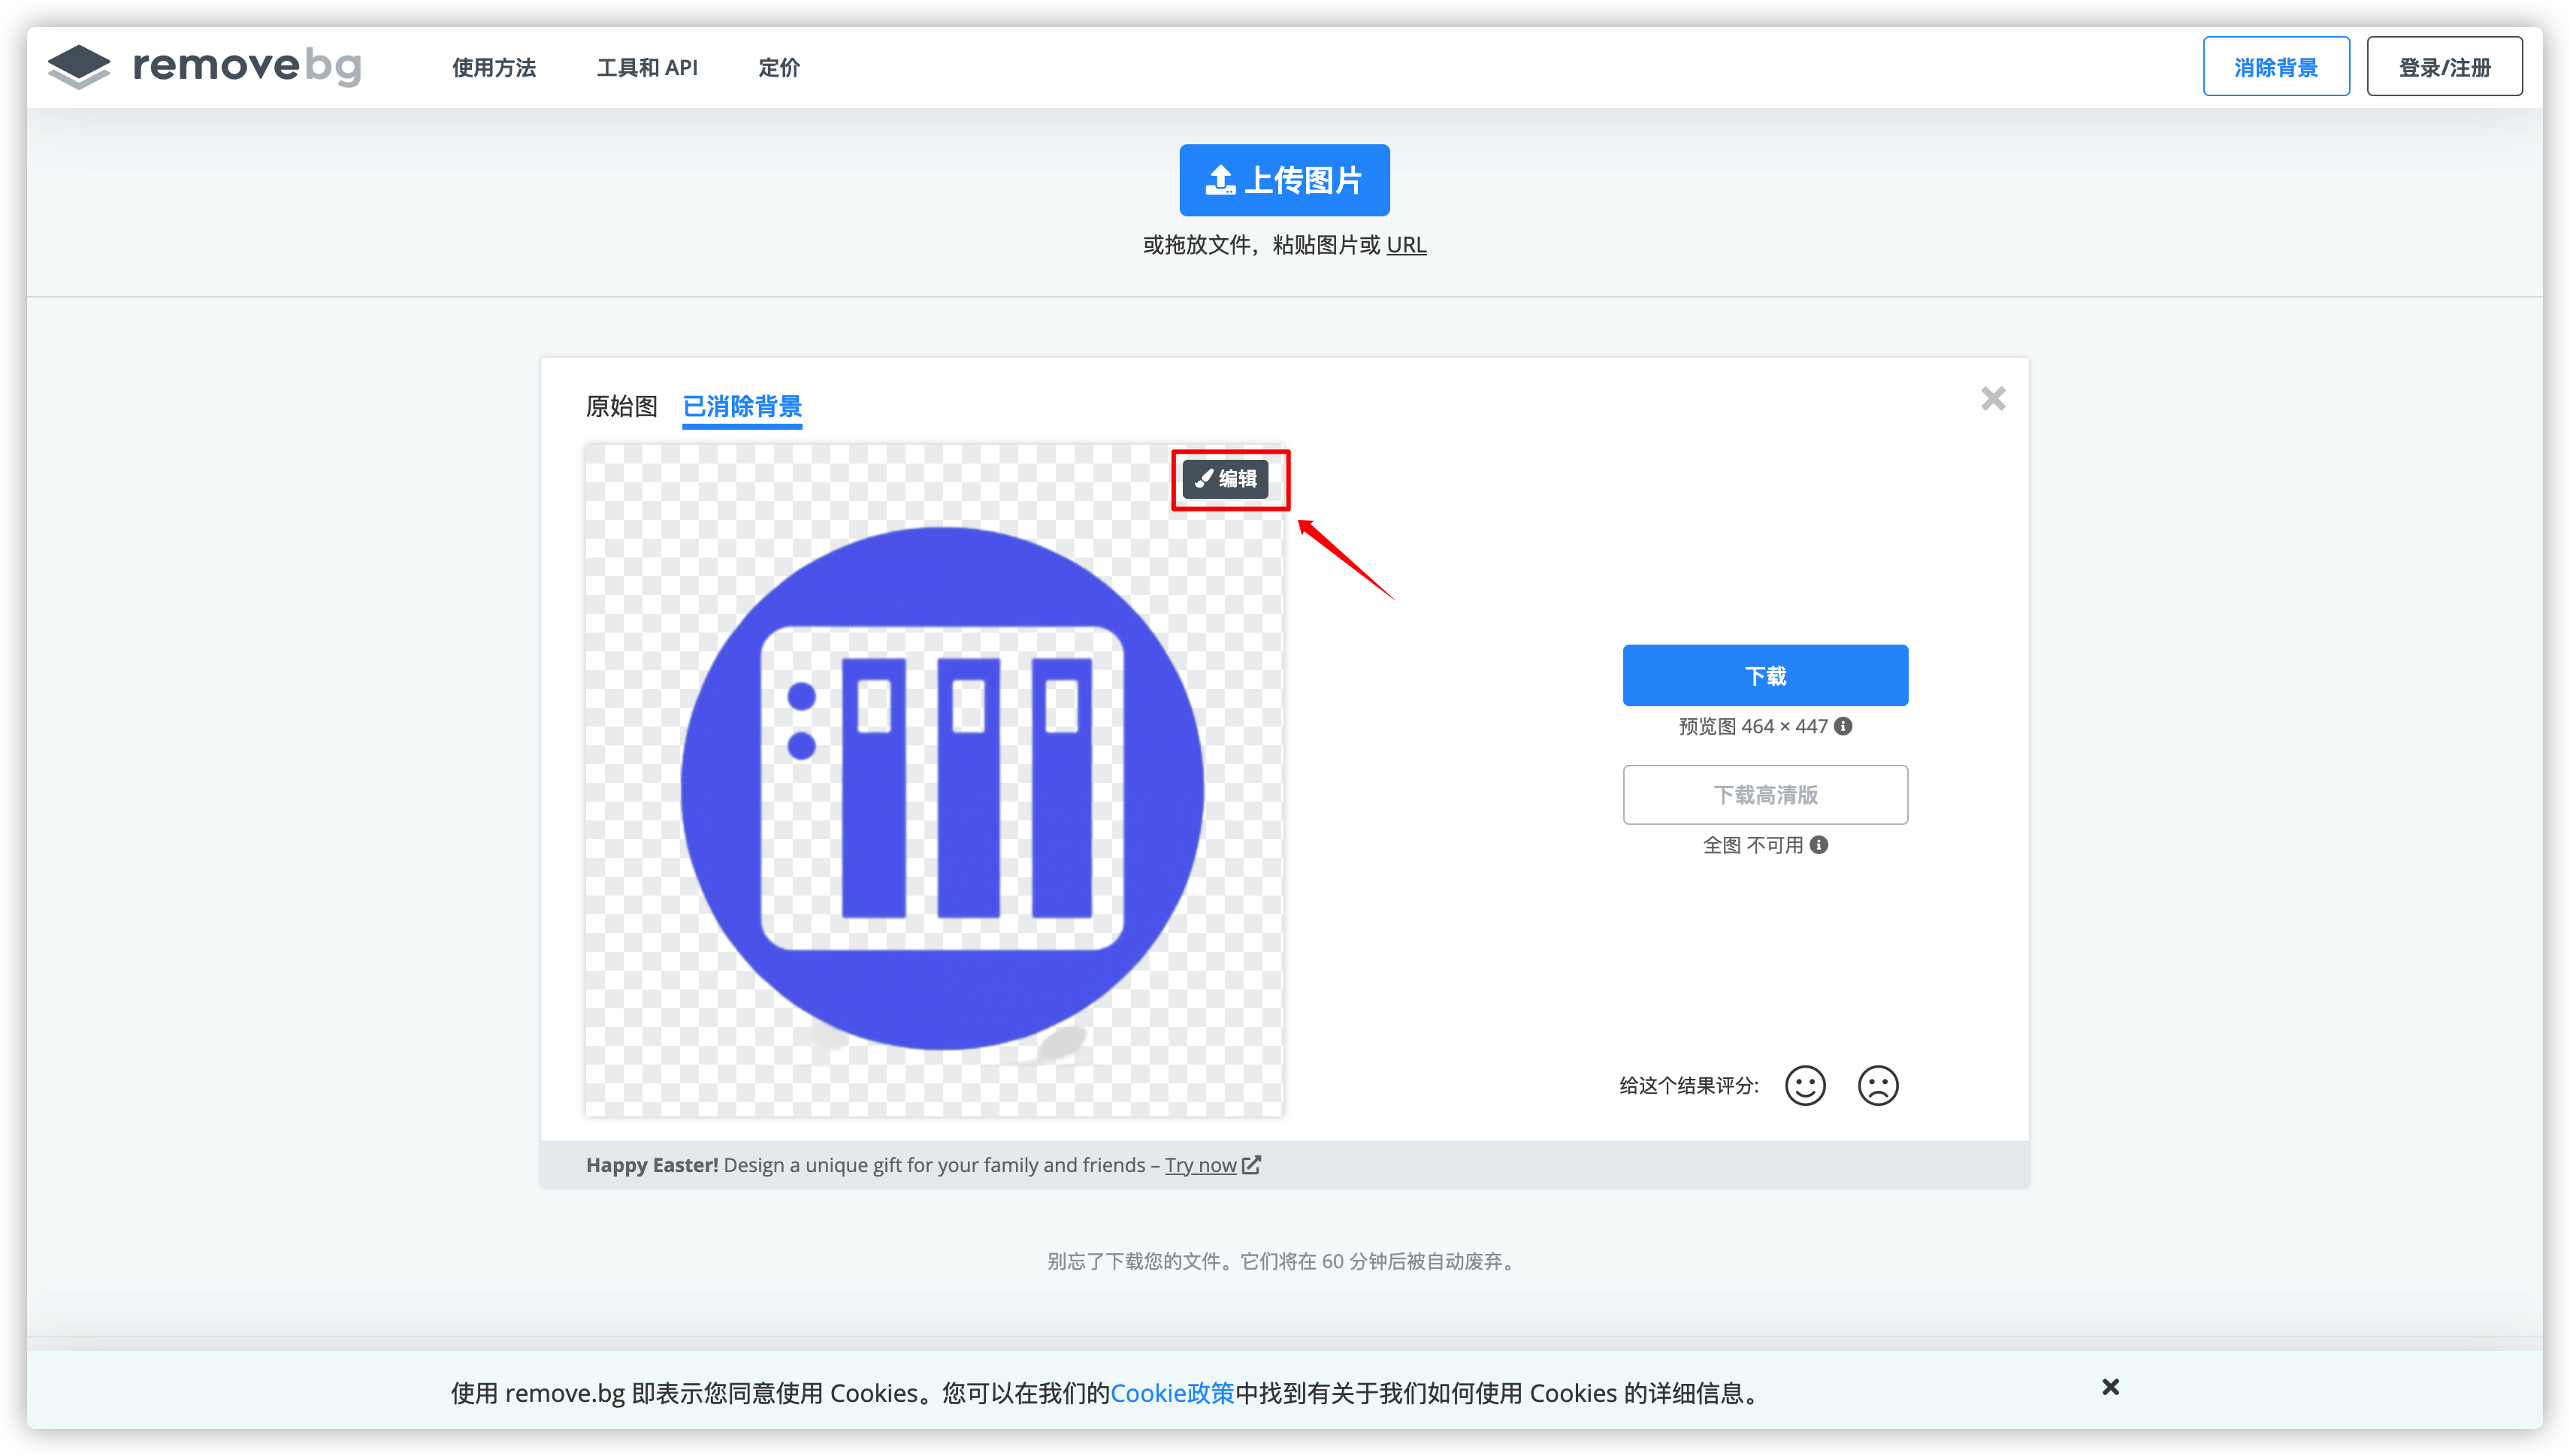 removebg 使用方法 工具和 API 定价 消除背景 登录/注册
上传图片
或拖放文件，粘贴图片或 URL
原始图 已消除背景
编辑
下载
预览图 464 × 447
下载高清版
全图 不可用
给这个结果评分:
Happy Easter! Design a unique gift for your family and friends – Try now
别忘了下载您的文件。它们将在 60 分钟后被自动废弃。
使用 remove.bg 即表示您同意使用 Cookies。您可以在我们的Cookie政策中找到有关于我们如何使用 Cookies 的详细信息。